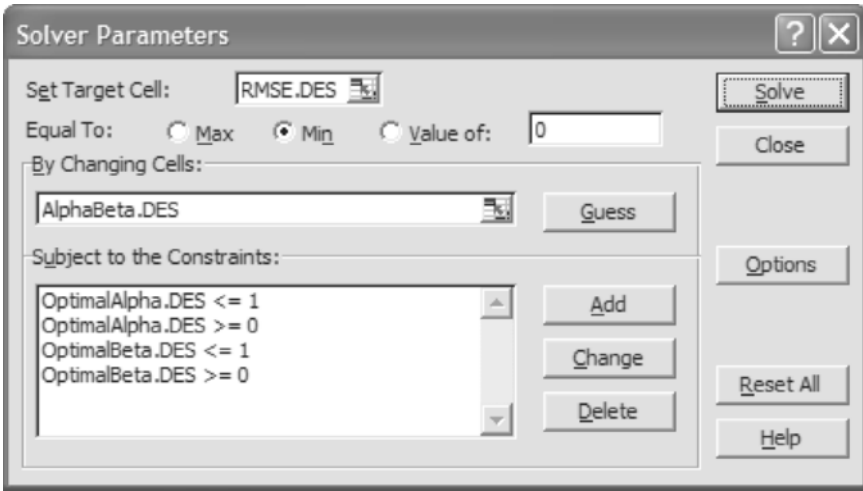 Solver Parameters
Set Target Cell: RMSE.DES
Solve
Equal To: Max Min Value of: 0
Close
By Changing Cells:
AlphaBeta.DES
Guess
Subject to the Constraints:
Options
OptimalAlpha.DES <= 1
OptimalAlpha.DES >= 0
OptimalBeta.DES <= 1
OptimalBeta.DES >= 0
Add
Change
Delete
Reset All
Help